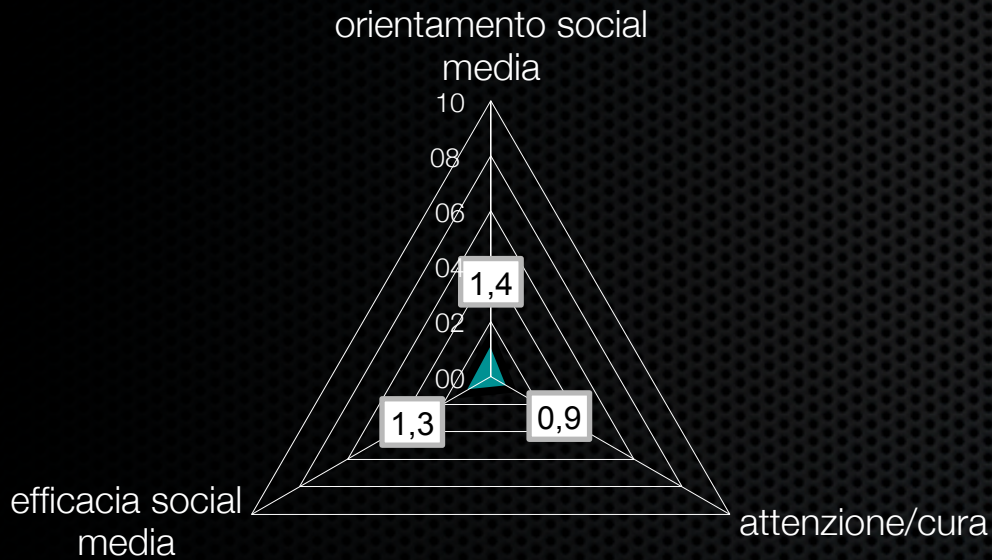 orientamento social
media
10
08
06
04
1,4
02
00
1,3
0,9
efficacia social
media
attenzione/cura